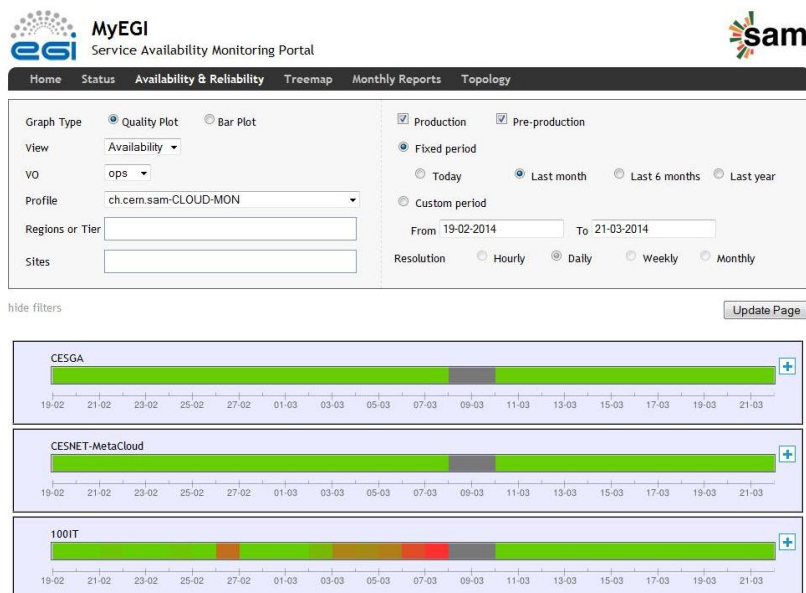 egi
MyEGI
Service Availability Monitoring Portal
sam
Home Status Availability & Reliability Treemap Monthly Reports Topology
Graph Type Quality Plot Bar Plot
View Availability
VO ops
Profile ch.cern.sam-CLOUD-MON
Regions or Tier
Sites
Production Pre-production
Fixed period
Today Last month Last 6 months Last year
Custom period
From 19-02-2014 To 21-03-2014
Resolution Hourly Daily Weekly Monthly
hide filters
Update Page
CESGA
19-02 21-02 23-02 25-02 27-02 01-03 03-03 05-03 07-03 09-03 11-03 13-03 15-03 17-03 19-03 21-03
CESNET-MetaCloud
19-02 21-02 23-02 25-02 27-02 01-03 03-03 05-03 07-03 09-03 11-03 13-03 15-03 17-03 19-03 21-03
100IT
19-02 21-02 23-02 25-02 27-02 01-03 03-03 05-03 07-03 09-03 11-03 13-03 15-03 17-03 19-03 21-03